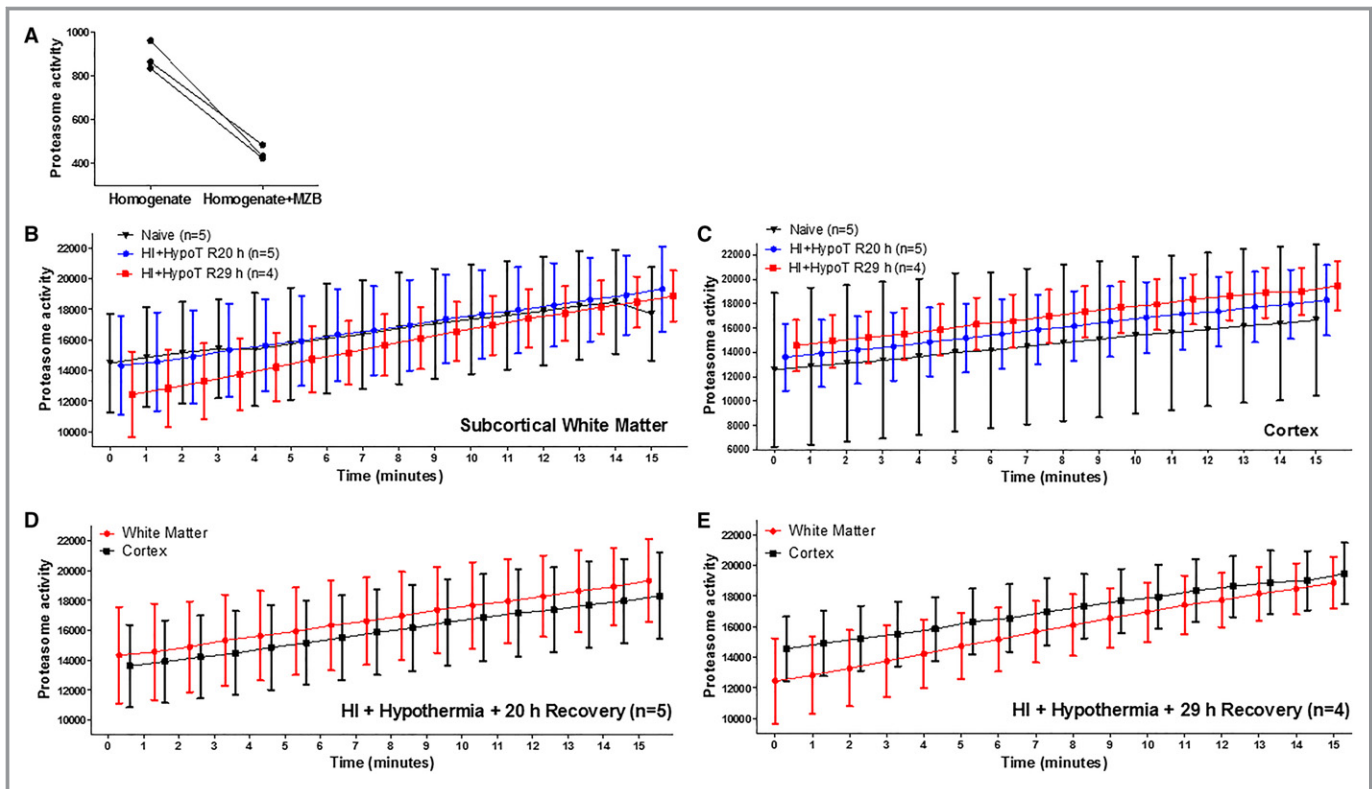 A
Proteasome activity
1000
800
600
400
Homogenate
Homogenate+MZB
B
Naive (n=5)
HI+HypoT R20 h (n=5)
HI+HypoT R29 h (n=4)
Proteasome activity
22000
20000
18000
16000
14000
12000
10000
Subcortical White Matter
0 1 2 3 4 5 6 7 8 9 10 11 12 13 14 15
Time (minutes)
C
Naive (n=5)
HI+HypoT R20 h (n=5)
HI+HypoT R29 h (n=4)
Proteasome activity
22000
20000
18000
16000
14000
12000
10000
8000
6000
Cortex
0 1 2 3 4 5 6 7 8 9 10 11 12 13 14 15
Time (minutes)
D
White Matter
Cortex
Proteasome activity
22000
20000
18000
16000
14000
12000
10000
HI + Hypothermia + 20 h Recovery (n=5)
0 1 2 3 4 5 6 7 8 9 10 11 12 13 14 15
Time (minutes)
E
White Matter
Cortex
Proteasome activity
22000
20000
18000
16000
14000
12000
10000
HI + Hypothermia + 29 h Recovery (n=4)
0 1 2 3 4 5 6 7 8 9 10 11 12 13 14 15
Time (minutes)